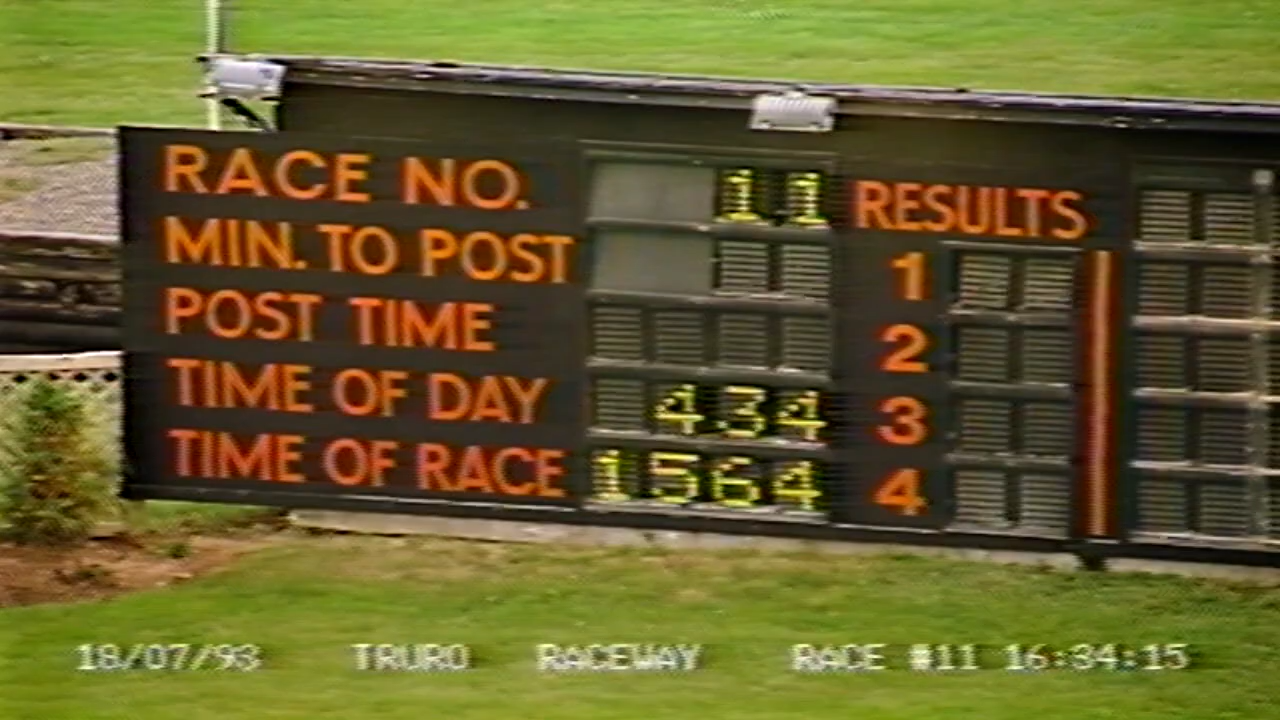 RACE NO. 11
MIN. TO POST
POST TIME
TIME OF DAY 434
TIME OF RACE 1564
RESULTS
1
2
3
4
18/07/93 TRURO RACEWAY RACE #11 16:34:15